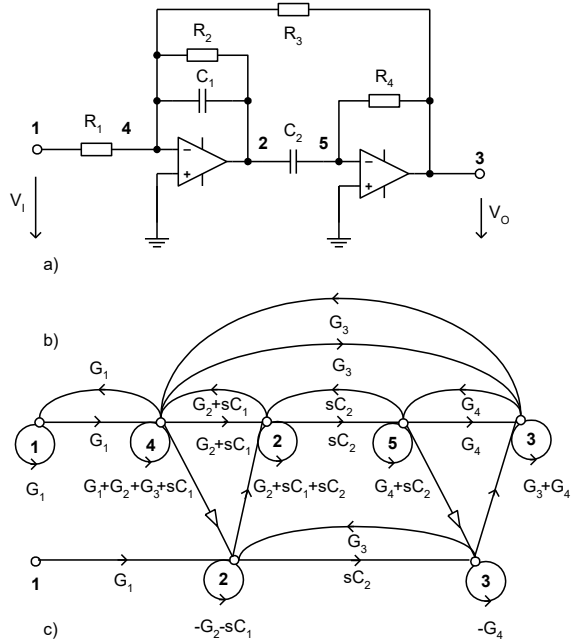 R3
R2
C1
R4
1
4
R1
2
C2
5
3
−
+
−
+
VI
VO
a)
b)
G3
G3
G1
G2+sC1
sC2
G4
1
G1
4
G2+sC1
2
sC2
5
G4
3
G1
G1+G2+G3+sC1
G2+sC1+sC2
G4+sC2
G3+G4
G3
1
G1
2
sC2
3
-G2-sC1
-G4
c)